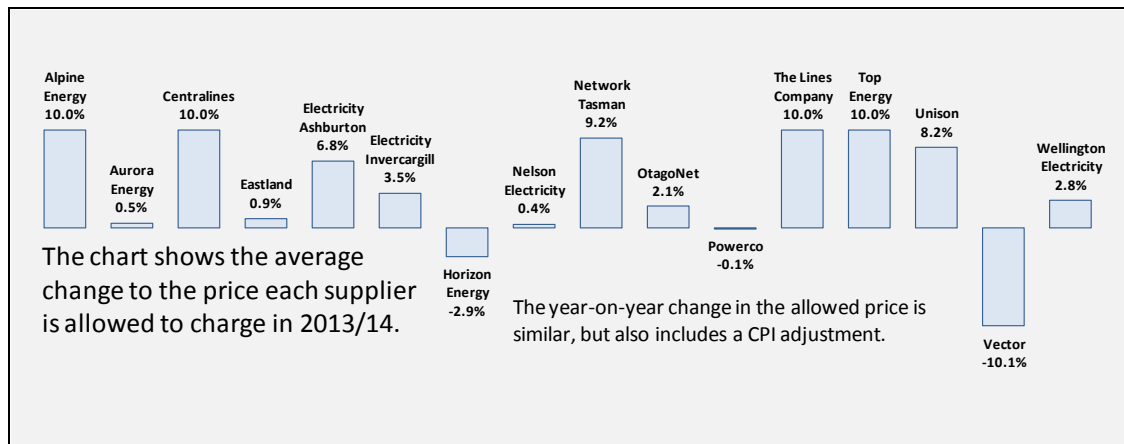 Alpine
Energy
10.0%
Aurora
Energy
0.5%
Centralines
10.0%
Eastland
0.9%
Electricity
Ashburton
6.8%
Electricity
Invercargill
3.5%
Horizon
Energy
-2.9%
Nelson
Electricity
0.4%
Network
Tasman
9.2%
OtagoNet
2.1%
Powerco
-0.1%
The Lines
Company
10.0%
Top
Energy
10.0%
Unison
8.2%
Vector
-10.1%
Wellington
Electricity
2.8%
The chart shows the average
change to the price each supplier
is allowed to charge in 2013/14.
The year-on-year change in the allowed price is
similar, but also includes a CPI adjustment.